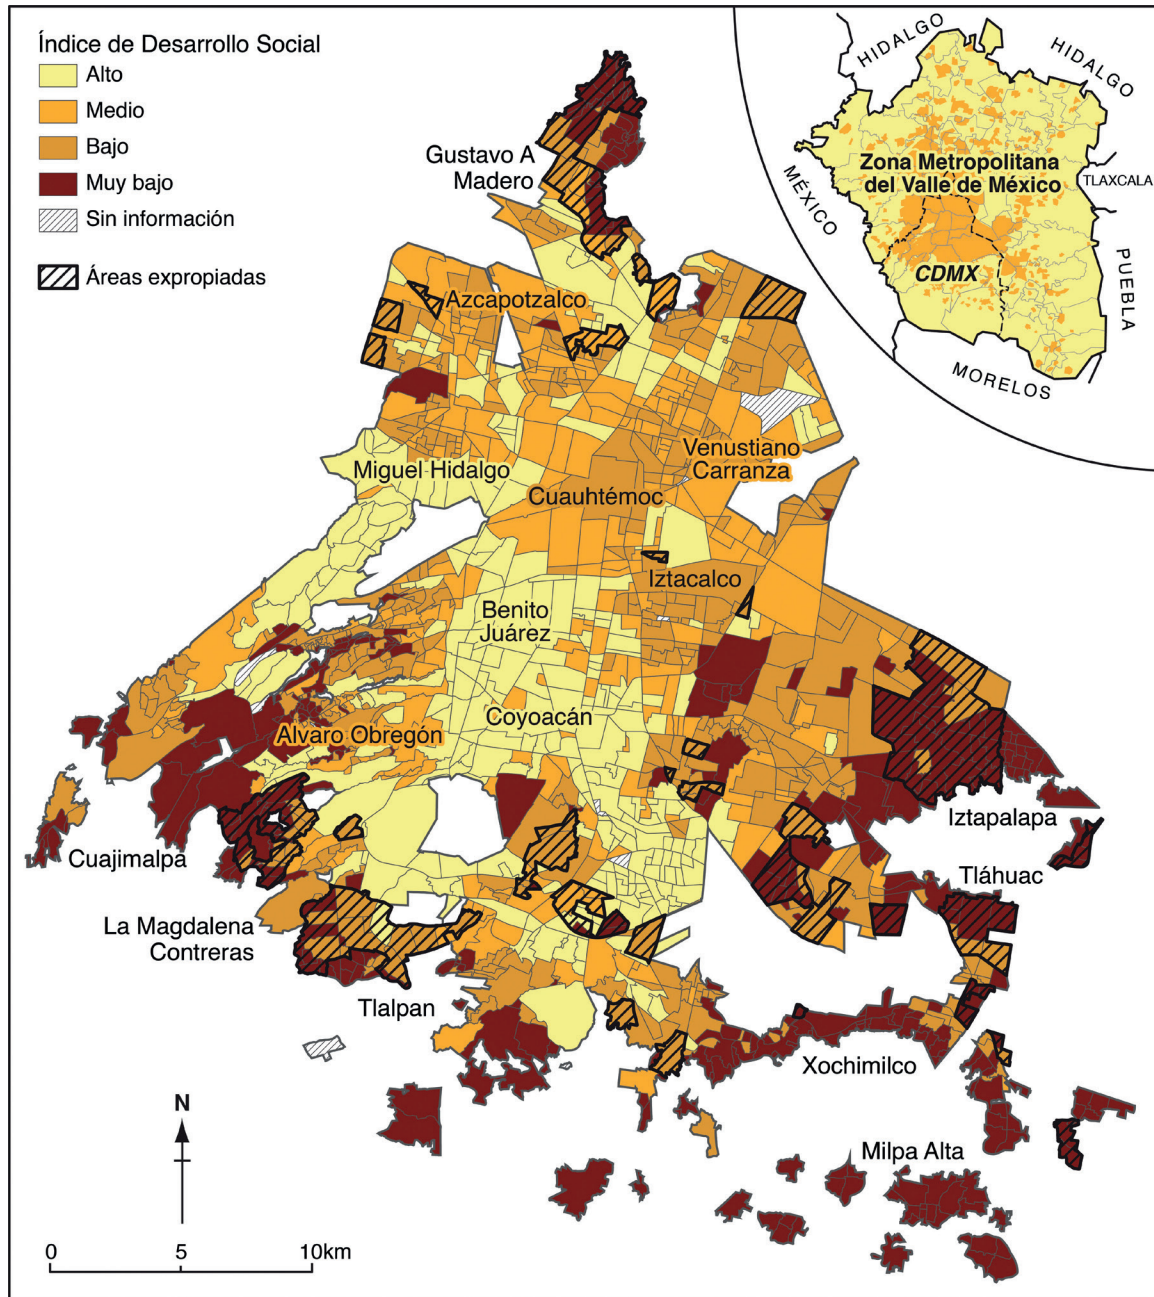 Índice de Desarrollo Social
Alto
Medio
Bajo
Muy bajo
Sin información
Áreas expropiadas
HIDALGO
HIDALGO
MÉXICO
Zona Metropolitana
del Valle de México
TLAXCALA
CDMX
PUEBLA
MORELOS
Gustavo A
Madero
Azcapotzalco
Venustiano
Carranza
Miguel Hidalgo
Cuauhtémoc
Iztacalco
Benito
Juárez
Coyoacán
Alvaro Obregón
Iztapalapa
Cuajimalpa
Tláhuac
La Magdalena
Contreras
Tlalpan
Xochimilco
Milpa Alta
N
0 5 10km